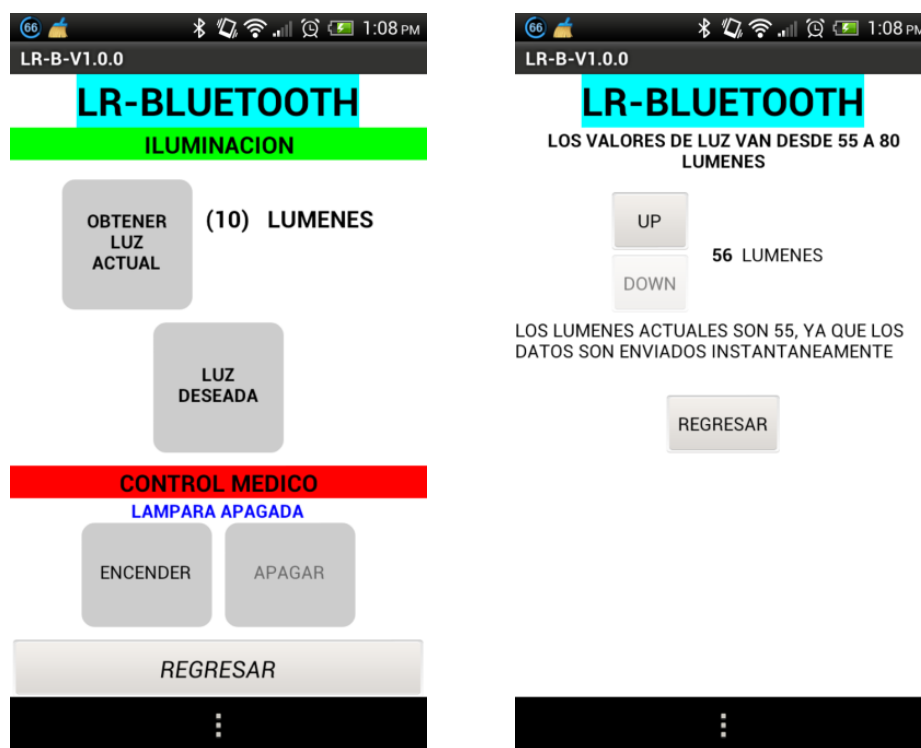 66
1:08 PM
LR-B-V1.0.0
LR-BLUETOOTH
ILUMINACION
OBTENER
LUZ
ACTUAL
(10) LUMENES
LUZ
DESEADA
CONTROL MEDICO
LAMPARA APAGADA
ENCENDER
APAGAR
REGRESAR
66
1:08 PM
LR-B-V1.0.0
LR-BLUETOOTH
LOS VALORES DE LUZ VAN DESDE 55 A 80
LUMENES
UP
56 LUMENES
DOWN
LOS LUMENES ACTUALES SON 55, YA QUE LOS
DATOS SON ENVIADOS INSTANTANEAMENTE
REGRESAR